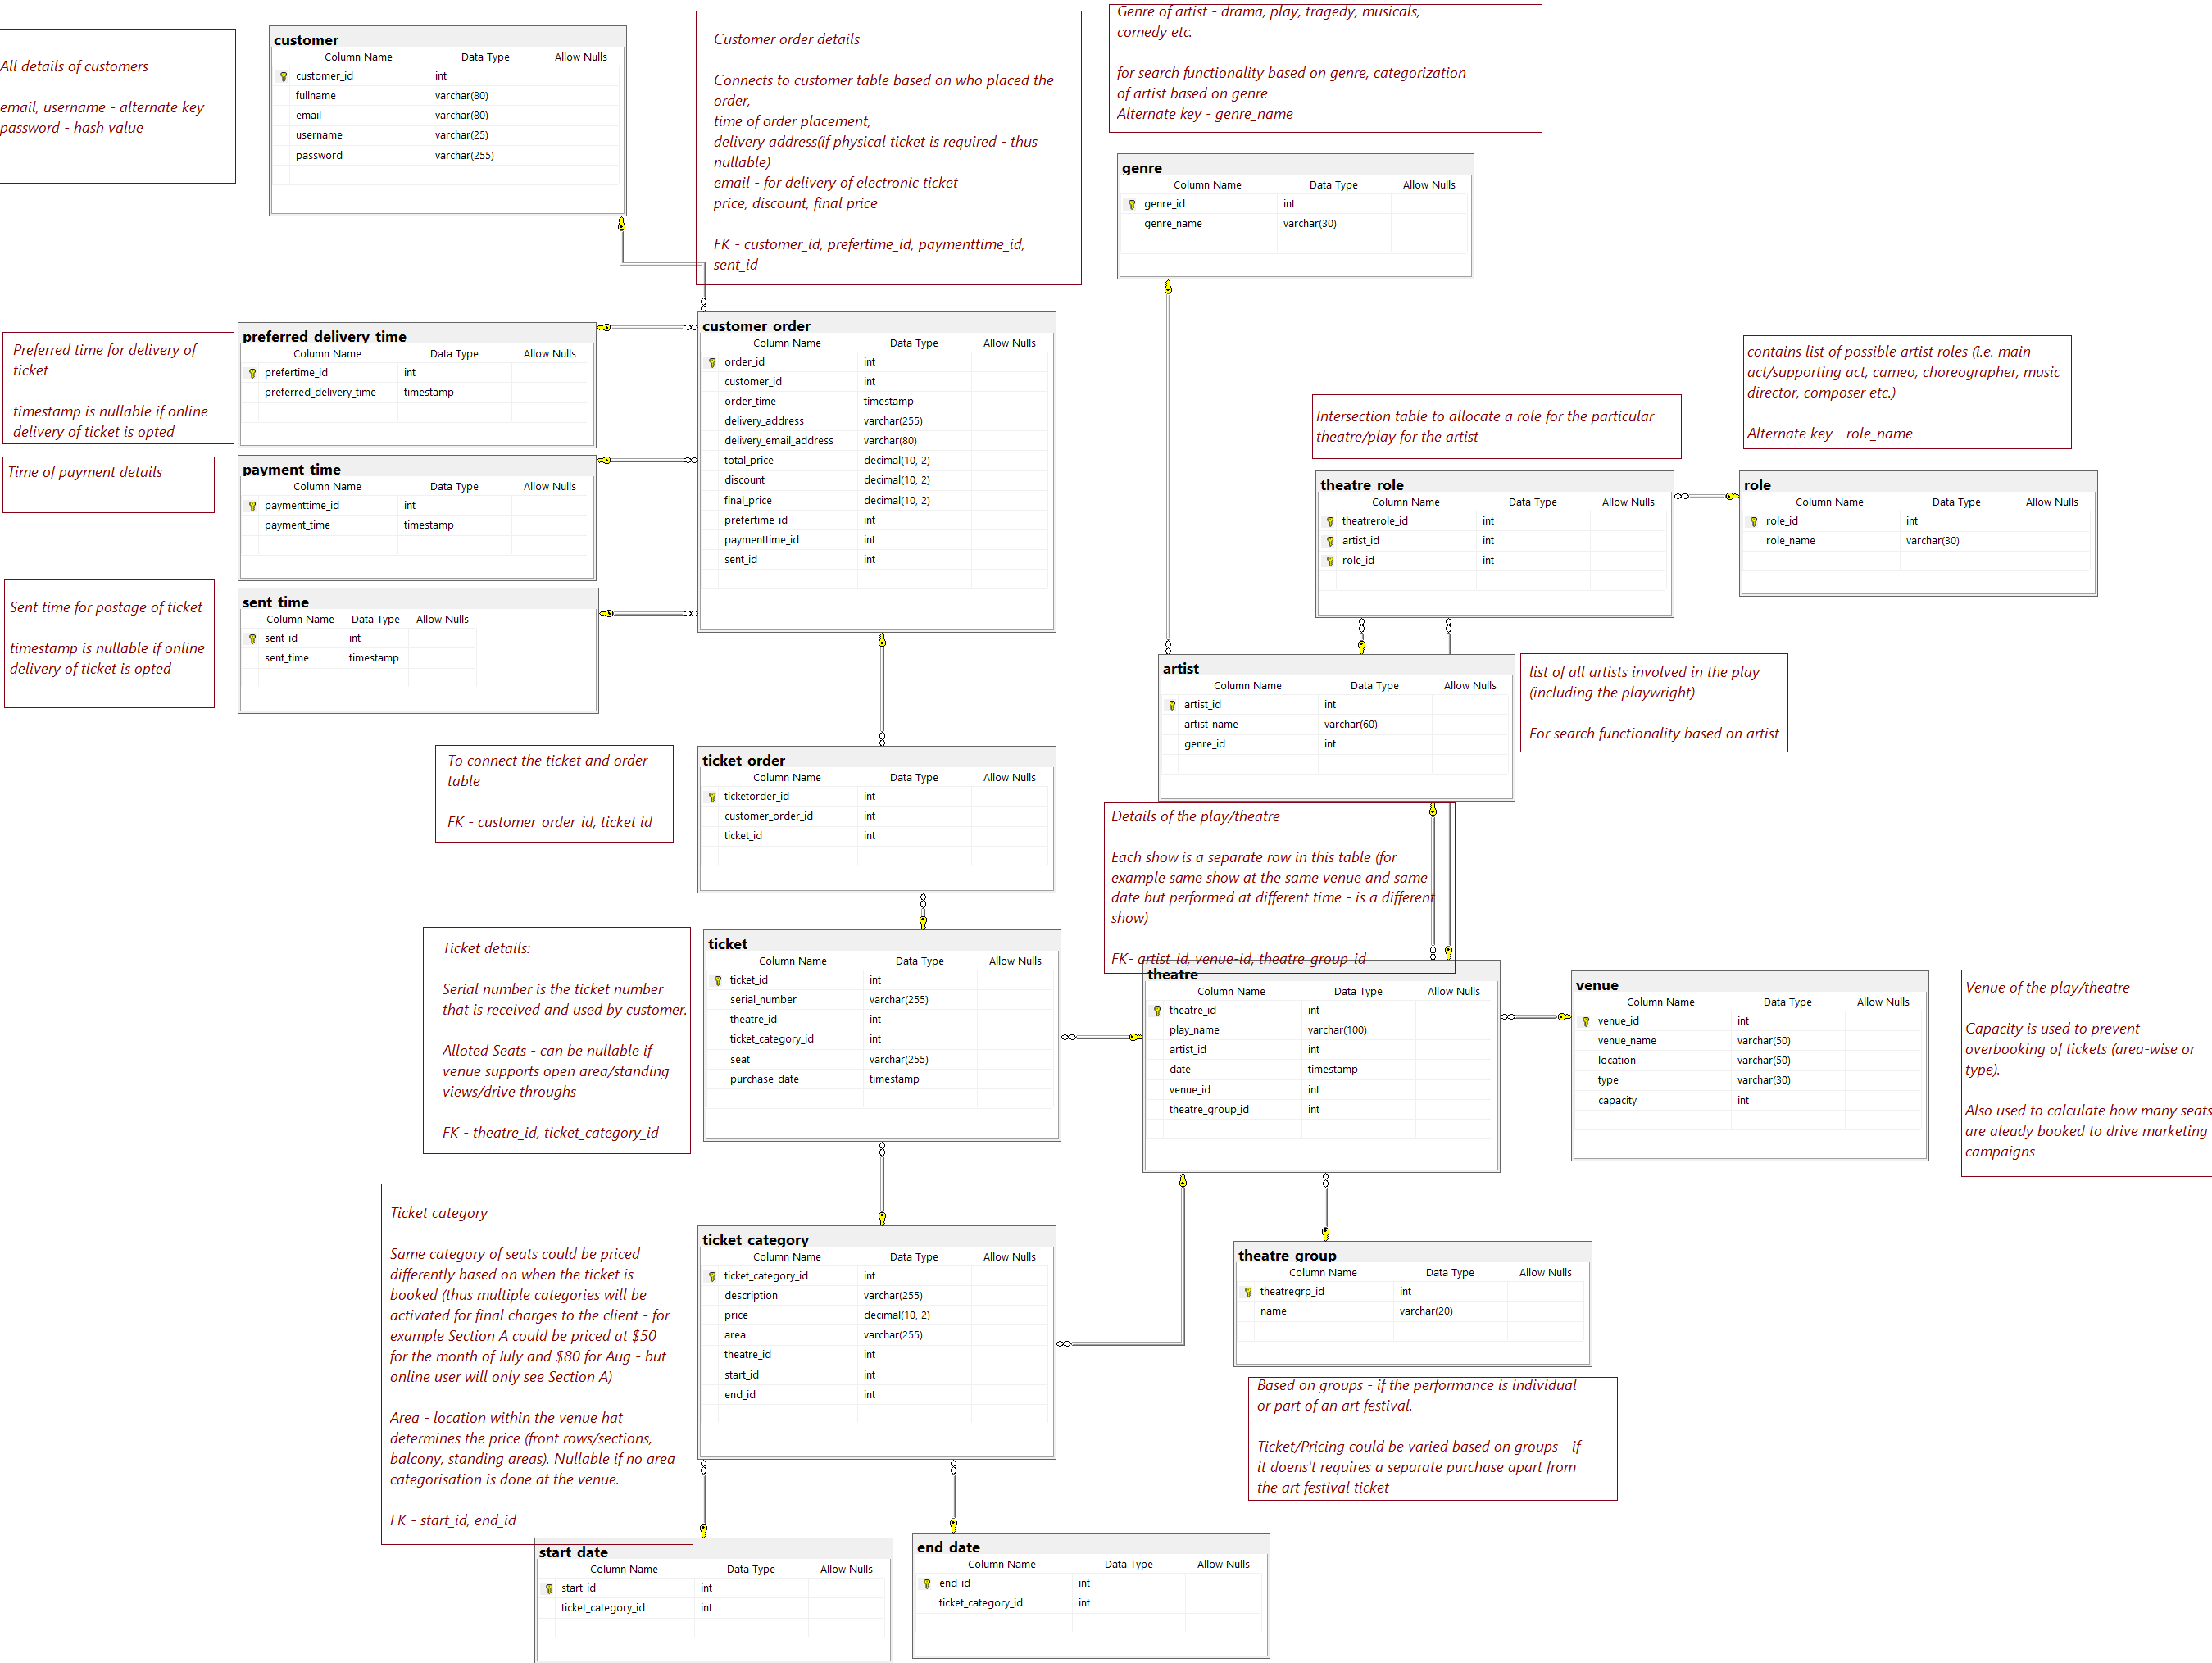 All details of customers
email, username - alternate key
password - hash value
customer
Column Name Data Type Allow Nulls
customer_id int
fullname varchar(80)
email varchar(80)
username varchar(25)
password varchar(255)
Customer order details
Connects to customer table based on who placed the
order,
time of order placement,
delivery address(if physical ticket is required - thus
nullable)
email - for delivery of electronic ticket
price, discount, final price
FK - customer_id, prefertime_id, paymenttime_id,
sent_id
Genre of artist - drama, play, tragedy, musicals,
comedy etc.
for search functionality based on genre, categorization
of artist based on genre
Alternate key - genre_name
genre
Column Name Data Type Allow Nulls
genre_id int
genre_name varchar(30)
Preferred time for delivery of
ticket
timestamp is nullable if online
delivery of ticket is opted
preferred delivery time
Column Name Data Type Allow Nulls
prefertime_id int
preferred_delivery_time timestamp
Time of payment details
payment time
Column Name Data Type Allow Nulls
paymenttime_id int
payment_time timestamp
Sent time for postage of ticket
timestamp is nullable if online
delivery of ticket is opted
sent time
Column Name Data Type Allow Nulls
sent_id int
sent_time timestamp
customer order
Column Name Data Type Allow Nulls
order_id int
customer_id int
order_time timestamp
delivery_address varchar(255)
delivery_email_address varchar(80)
total_price decimal(10, 2)
discount decimal(10, 2)
final_price decimal(10, 2)
prefertime_id int
paymenttime_id int
sent_id int
Intersection table to allocate a role for the particular
theatre/play for the artist
contains list of possible artist roles (i.e. main
act/supporting act, cameo, choreographer, music
director, composer etc.)
Alternate key - role_name
theatre role
Column Name Data Type Allow Nulls
theatrerole_id int
artist_id int
role_id int
role
Column Name Data Type Allow Nulls
role_id int
role_name varchar(30)
artist
Column Name Data Type Allow Nulls
artist_id int
artist_name varchar(60)
genre_id int
list of all artists involved in the play
(including the playwright)
For search functionality based on artist
To connect the ticket and order
table
FK - customer_order_id, ticket id
ticket order
Column Name Data Type Allow Nulls
ticketorder_id int
customer_order_id int
ticket_id int
Details of the play/theatre
Each show is a separate row in this table (for
example same show at the same venue and same
date but performed at different time - is a different
show)
FK- artist_id, venue-id, theatre_group_id
Ticket details:
Serial number is the ticket number
that is received and used by customer.
Alloted Seats - can be nullable if
venue supports open area/standing
views/drive throughs
FK - theatre_id, ticket_category_id
ticket
Column Name Data Type Allow Nulls
ticket_id int
serial_number varchar(255)
theatre_id int
ticket_category_id int
seat varchar(255)
purchase_date timestamp
theatre
Column Name Data Type Allow Nulls
theatre_id int
play_name varchar(100)
artist_id int
date timestamp
venue_id int
theatre_group_id int
venue
Column Name Data Type Allow Nulls
venue_id int
venue_name varchar(50)
location varchar(50)
type varchar(30)
capacity int
Venue of the play/theatre
Capacity is used to prevent
overbooking of tickets (area-wise or
type).
Also used to calculate how many seats
are aleady booked to drive marketing
campaigns
Ticket category
Same category of seats could be priced
differently based on when the ticket is
booked (thus multiple categories will be
activated for final charges to the client - for
example Section A could be priced at $50
for the month of July and $80 for Aug - but
online user will only see Section A)
Area - location within the venue hat
determines the price (front rows/sections,
balcony, standing areas). Nullable if no area
categorisation is done at the venue.
FK - start_id, end_id
ticket category
Column Name Data Type Allow Nulls
ticket_category_id int
description varchar(255)
price decimal(10, 2)
area varchar(255)
theatre_id int
start_id int
end_id int
theatre group
Column Name Data Type Allow Nulls
theatregrp_id int
name varchar(20)
Based on groups - if the performance is individual
or part of an art festival.
Ticket/Pricing could be varied based on groups - if
it doens't requires a separate purchase apart from
the art festival ticket
start date
Column Name Data Type Allow Nulls
start_id int
ticket_category_id int
end date
Column Name Data Type Allow Nulls
end_id int
ticket_category_id int